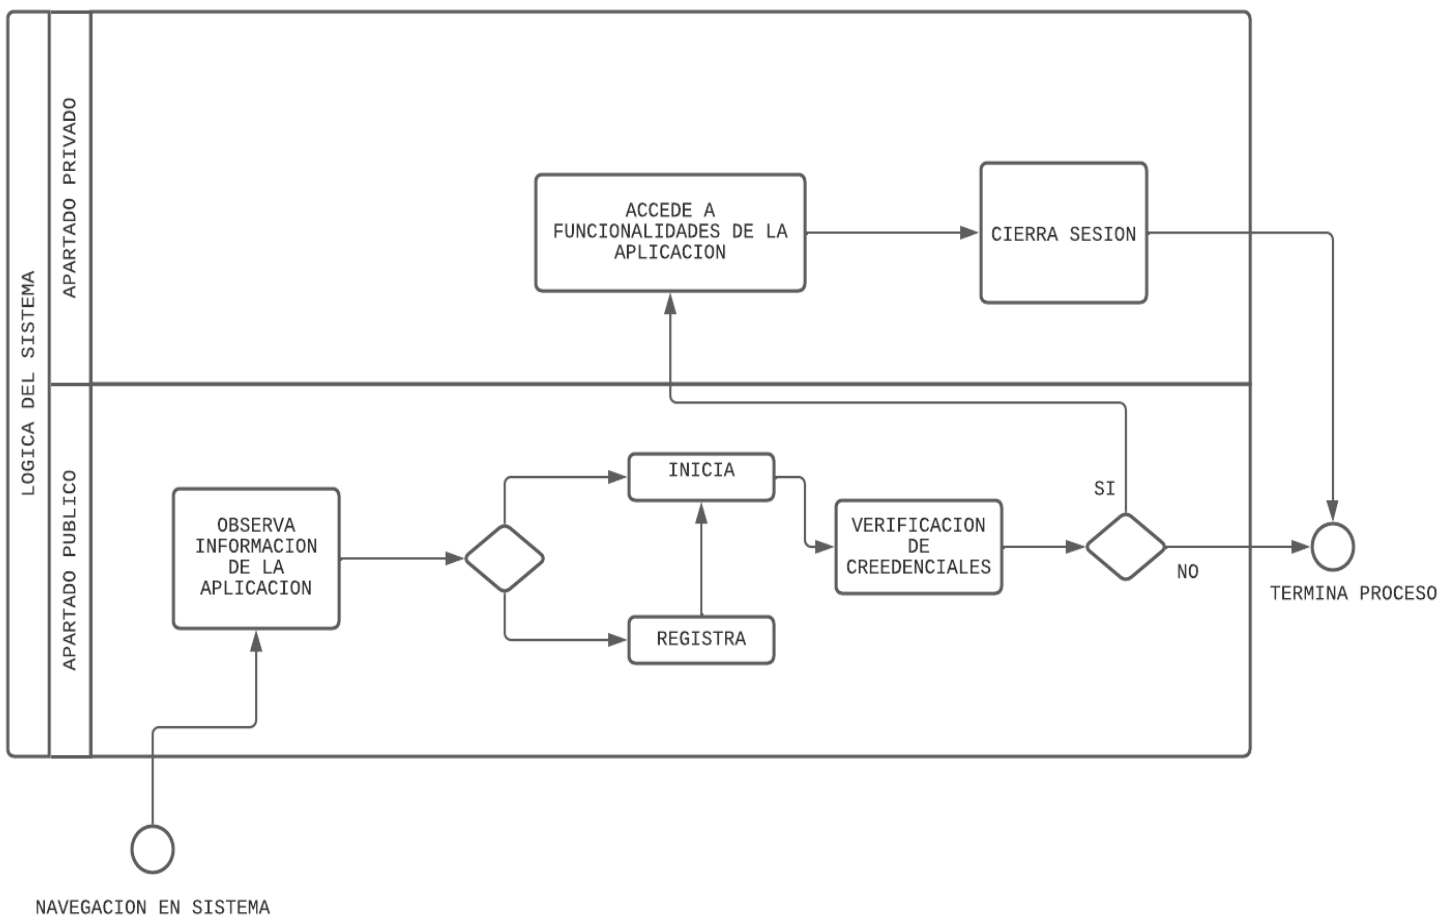 LOGICA DEL SISTEMA
APARTADO PRIVADO
ACCEDE A
FUNCIONALIDADES DE LA
APLICACION
CIERRA SESION
APARTADO PUBLICO
OBSERVA
INFORMACION
DE LA
APLICACION
INICIA
REGISTRA
VERIFICACION
DE
CREEDENCIALES
SI
NO
TERMINA PROCESO
NAVEGACION EN SISTEMA